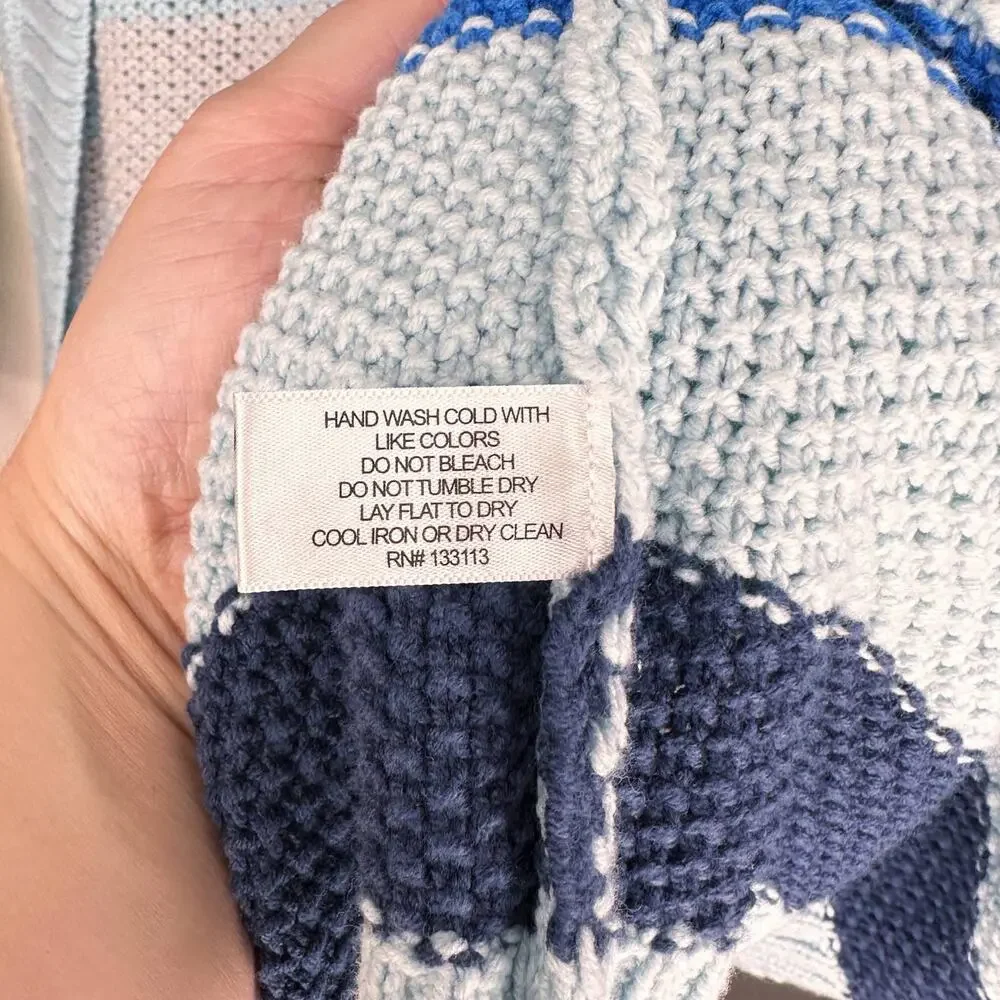 HAND WASH COLD WITH
LIKE COLORS
DO NOT BLEACH
DO NOT TUMBLE DRY
LAY FLAT TO DRY
COOL IRON OR DRY CLEAN
RN# 133113